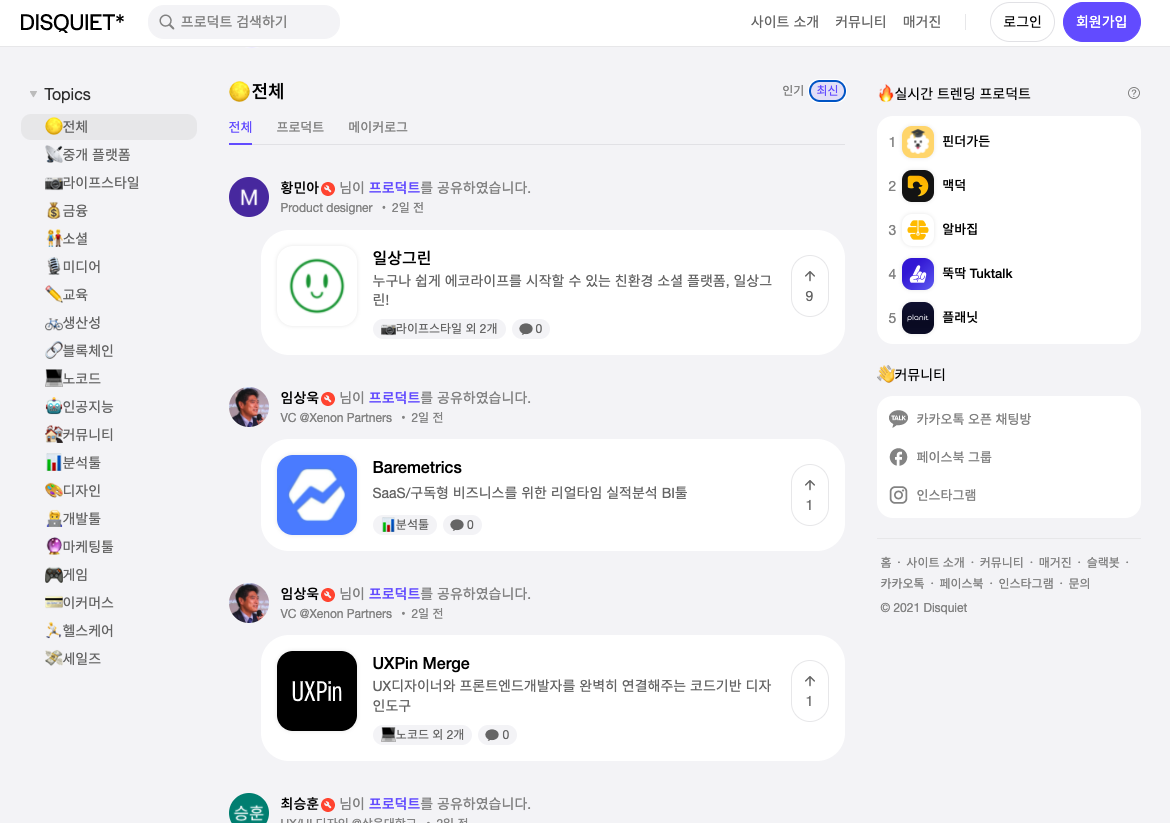 DISQUIET*
프로덕트 검색하기
사이트 소개
커뮤니티
매거진
로그인
회원가입
Topics
전체
중개 플랫폼
라이프스타일
금융
소셜
미디어
교육
생산성
블록체인
노코드
인공지능
커뮤니티
분석툴
디자인
개발툴
마케팅툴
게임
이커머스
헬스케어
세일즈
전체
인기
최신
전체
프로덕트
메이커로그
M
황민아 님이 프로덕트를 공유하였습니다.
Product designer · 2일 전
일상그린
누구나 쉽게 에코라이프를 시작할 수 있는 친환경 소셜 플랫폼, 일상그
린!
라이프스타일 외 2개
0
9
임상욱 님이 프로덕트를 공유하였습니다.
VC @Xenon Partners · 2일 전
Baremetrics
SaaS/구독형 비즈니스를 위한 리얼타임 실적분석 BI툴
분석툴
0
1
임상욱 님이 프로덕트를 공유하였습니다.
VC @Xenon Partners · 2일 전
UXPin
UXPin Merge
UX디자이너와 프론트엔드개발자를 완벽히 연결해주는 코드기반 디자
인도구
노코드 외 2개
0
1
승훈
최승훈 님이 프로덕트를 공유하였습니다.
실시간 트렌딩 프로덕트
?
1 핀더가든
2 맥덕
3 알바집
4 뚝딱 Tuktalk
5 planit 플래닛
커뮤니티
TALK
카카오톡 오픈 채팅방
페이스북 그룹
인스타그램
홈 · 사이트 소개 · 커뮤니티 · 매거진 · 슬랙봇 ·
카카오톡 · 페이스북 · 인스타그램 · 문의
© 2021 Disquiet